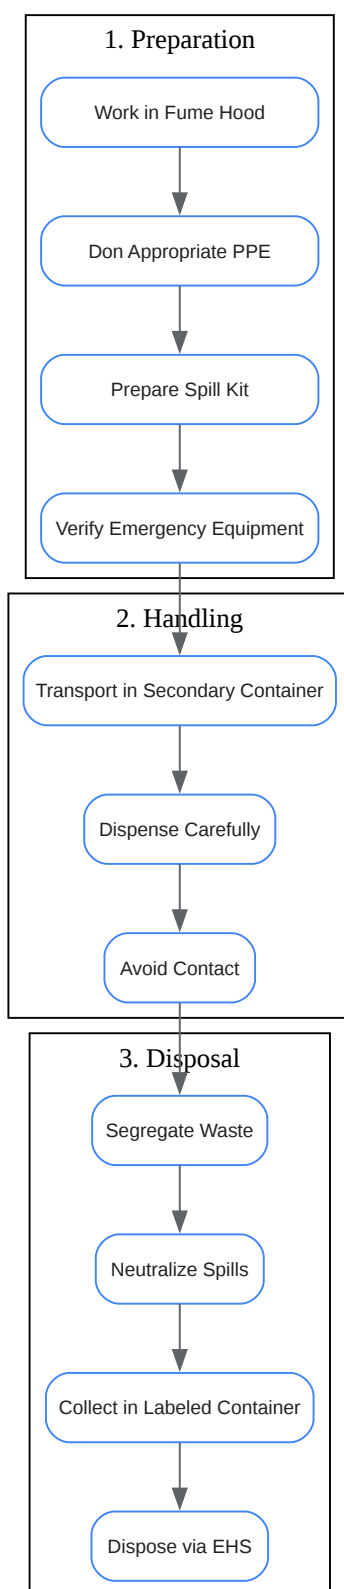 1. Preparation
Work in Fume Hood
Don Appropriate PPE
Prepare Spill Kit
Verify Emergency Equipment
2. Handling
Transport in Secondary Container
Dispense Carefully
Avoid Contact
3. Disposal
Segregate Waste
Neutralize Spills
Collect in Labeled Container
Dispose via EHS